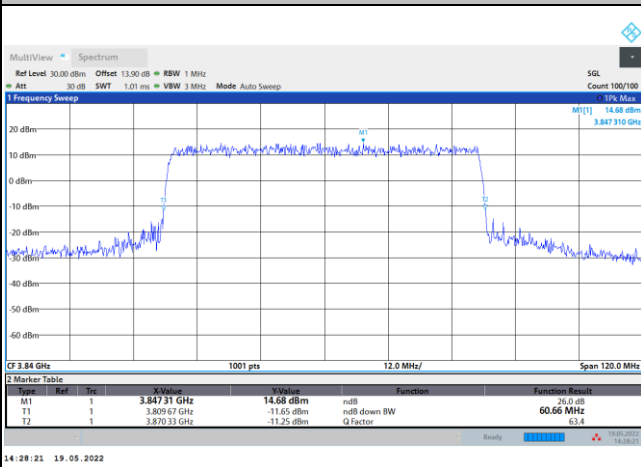 MultiView Spectrum
Ref Level 30.00 dBm Offset 13.90 dB RBW 1 MHz SGL
Att 30 dB SWT 1.01 ms VBW 3 MHz Mode Auto Sweep Count 100/100
1 Frequency Sweep 1Pk Max
M1[1] 14.68 dBm
3.847 310 GHz
20 dBm
M1
10 dBm
0 dBm
T1
T2
-10 dBm
-20 dBm
-30 dBm
-40 dBm
-50 dBm
-60 dBm
CF 3.84 GHz 1001 pts 12.0 MHz/ Span 120.0 MHz
2 Marker Table
Type Ref Trc X-Value Y-Value Function Function Result
M1 1 3.847 31 GHz 14.68 dBm ndB 26.0 dB
T1 1 3.809 67 GHz -11.65 dBm ndB down BW 60.66 MHz
T2 1 3.870 33 GHz -11.25 dBm Q Factor 63.4
Ready 19.05.2022
14:28:21
14:28:21 19.05.2022